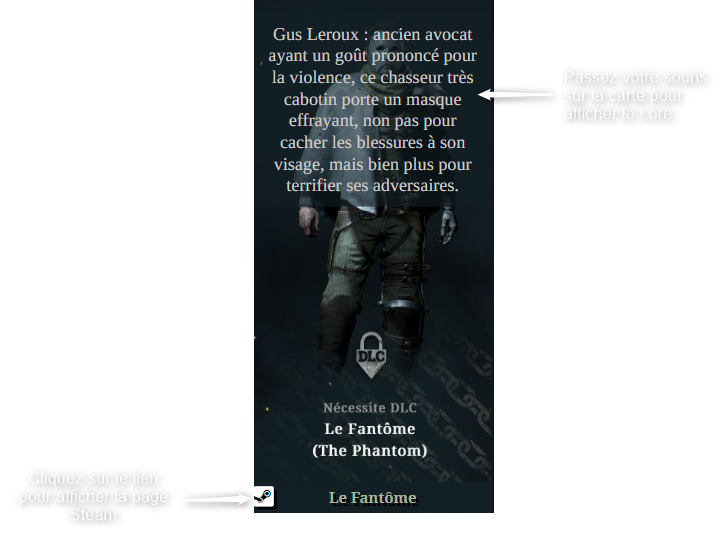 Gus Leroux : ancien avocat
ayant un goût prononcé pour
la violence, ce chasseur très
cabotin porte un masque
effrayant, non pas pour
cacher les blessures à son
visage, mais bien plus pour
terrifier ses adversaires.
Passez votre souris
sur la carte pour
afficher le Lore
DLC
Nécessite DLC
Le Fantôme
(The Phantom)
Cliquez sur le lien
pour afficher la page
Steam
Le Fantôme